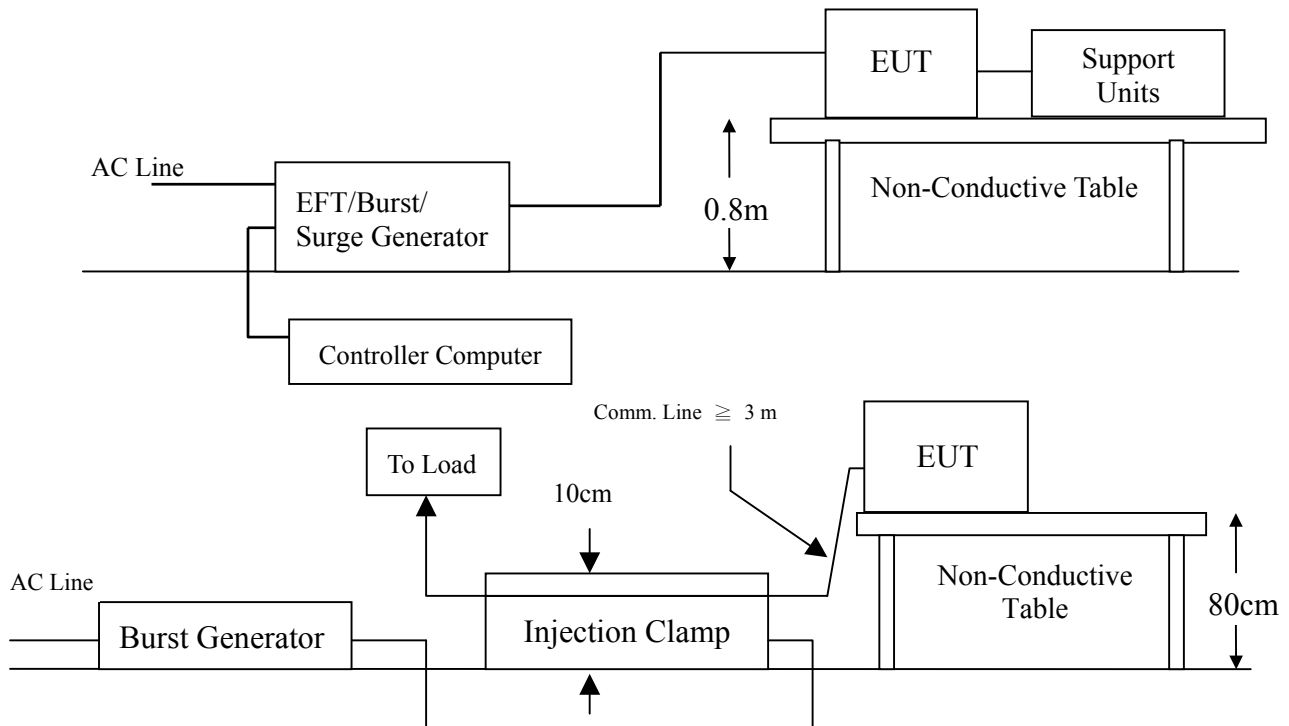 EUT
Support
Units
AC Line
EFT/Burst/
Surge Generator
0.8m
Non-Conductive Table
Controller Computer
Comm. Line ≧ 3 m
To Load
EUT
10cm
AC Line
Non-Conductive
Table
80cm
Burst Generator
Injection Clamp